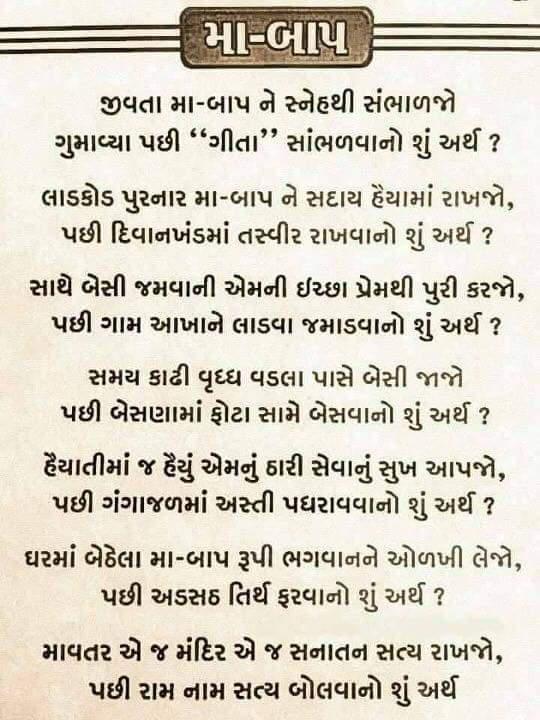 મા-બાપ
જીવતા મા-બાપ ને સ્નેહથી સંભાળજો
ગુમાવ્યા પછી “ગીતા” સાંભળવાનો શું અર્થ ?
લાડકોડ પુરનાર મા-બાપ ને સદાય હૈયામાં રાખજો,
પછી દિવાનખંડમાં તસ્વીર રાખવાનો શું અર્થ ?
સાથે બેસી જમવાની એમની ઈચ્છા પ્રેમથી પુરી કરજો,
પછી ગામ આખાને લાડવા જમાડવાનો શું અર્થ ?
સમય કાઢી વૃધ્ધ વડલા પાસે બેસી જાજો
પછી બેસણામાં ફોટા સામે બેસવાનો શું અર્થ ?
હૈયાતીમાં જ હૈયું એમનું ઠારી સેવાનું સુખ આપજો,
પછી ગંગાજળમાં અસ્તી પધરાવવાનો શું અર્થ ?
ઘરમાં બેઠેલા મા-બાપ રૂપી ભગવાનને ઓળખી લેજો,
પછી અડસઠ તિર્થ ફરવાનો શું અર્થ ?
માવતર એ જ મંદિર એ જ સનાતન સત્ય રાખજો,
પછી રામ નામ સત્ય બોલવાનો શું અર્થ